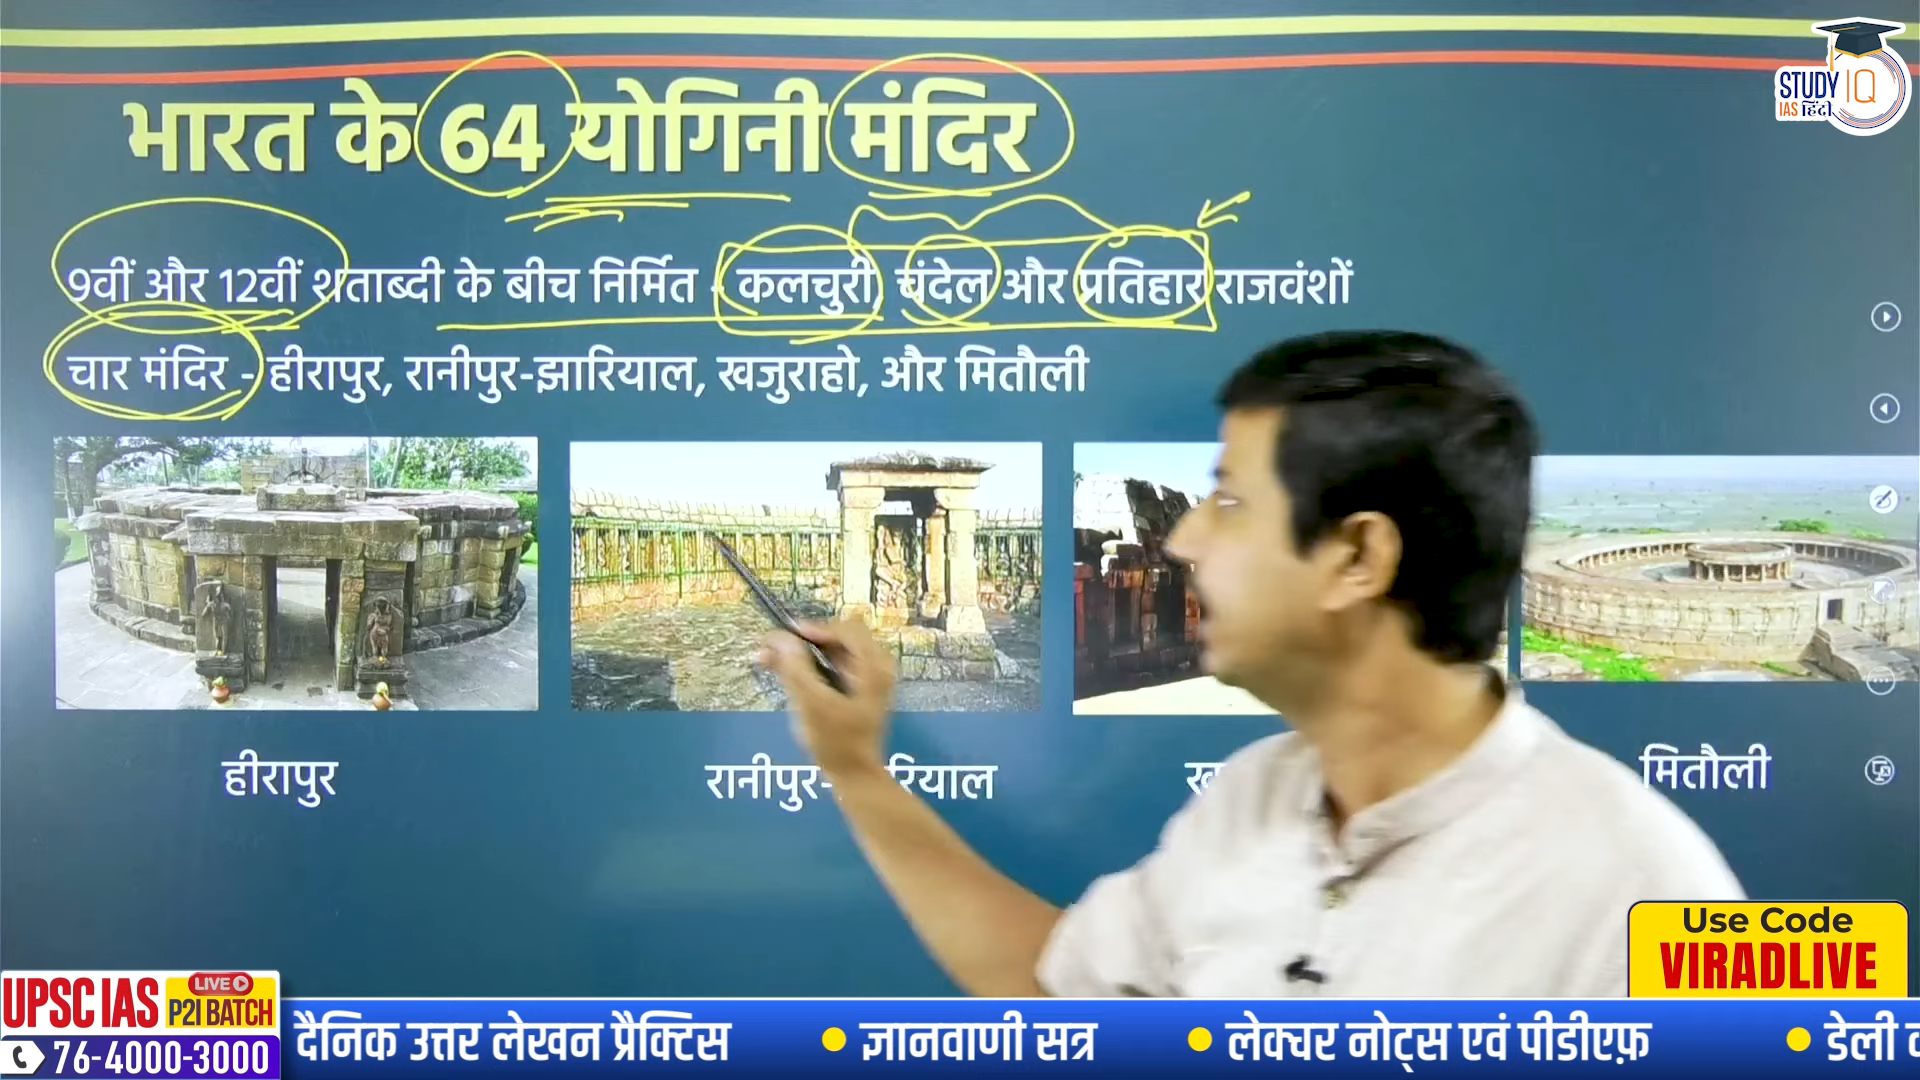 भारत के 64 योगिनी मंदिर
STUDY IQ
IAS हिंदी
9वीं और 12वीं शताब्दी के बीच निर्मित - कलचुरी, चंदेल और प्रतिहार राजवंशों
चार मंदिर - हीरापुर, रानीपुर-झारियाल, खजुराहो, और मितौली
हीरापुर
रानीपुर-
मितौली
Use Code
VIRADLIVE
UPSC IAS
LIVE
P2I BATCH
76-4000-3000
दैनिक उत्तर लेखन प्रैक्टिस
ज्ञानवाणी सत्र
लेक्चर नोट्स एवं पीडीएफ़
डेली